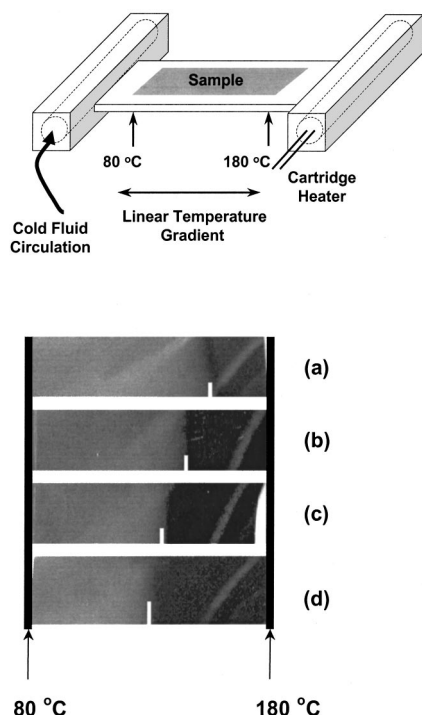 Sample
80 °C
180 °C
Cold Fluid
Circulation
Linear Temperature
Gradient
Cartridge
Heater
(a)
(b)
(c)
(d)
80 °C
180 °C